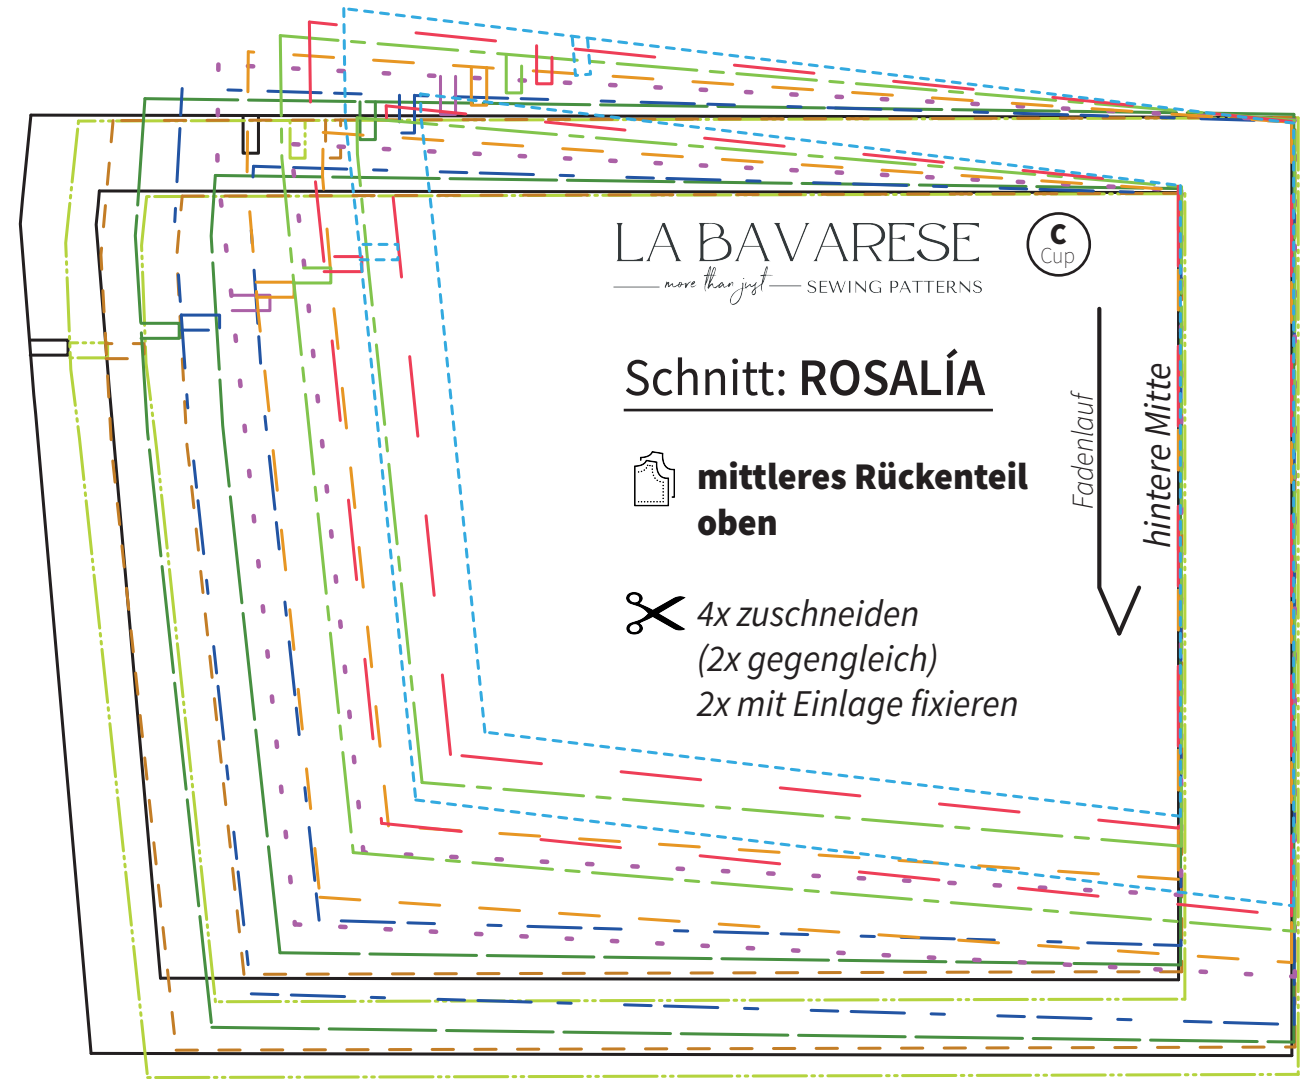 LA BAVARESE
more than just SEWING PATTERNS
C
Cup
Schnitt: ROSALÍA
mittleres Rückenteil
oben
4x zuschneiden
(2x gegengleich)
2x mit Einlage fixieren
Fadenlauf
hintere Mitte